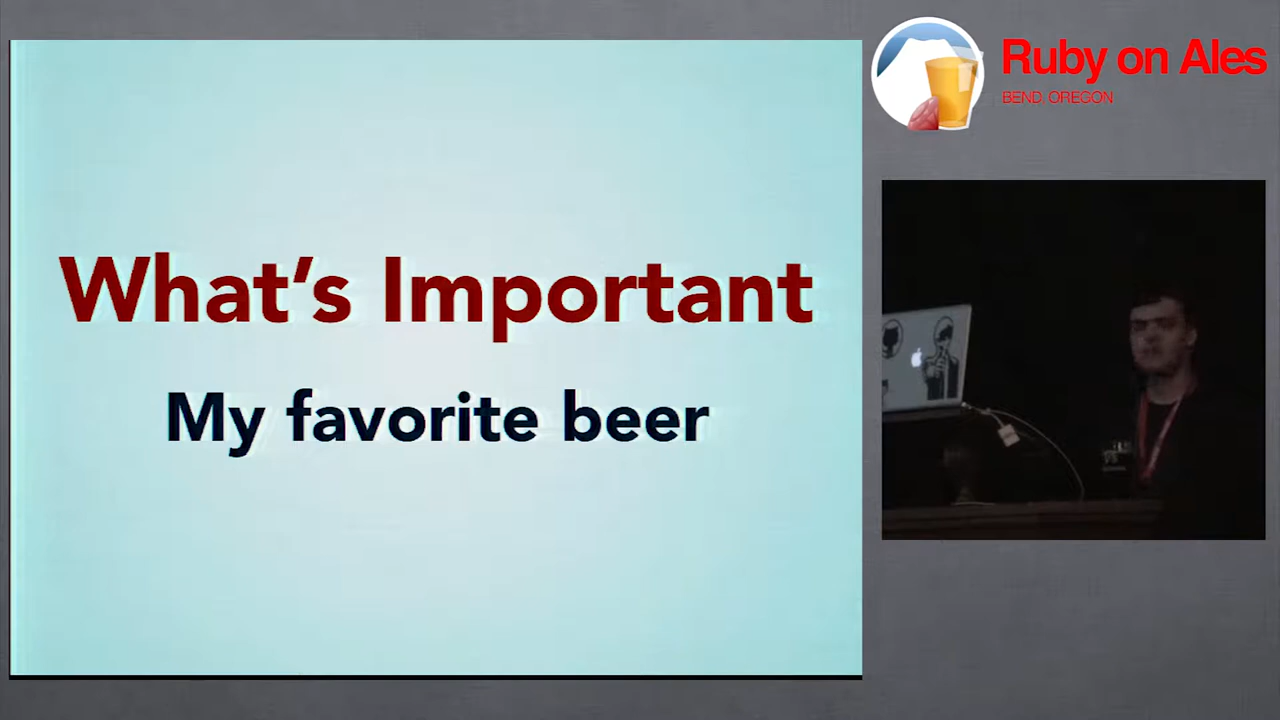 What's Important
My favorite beer
Ruby on Ales
BEND, OREGON